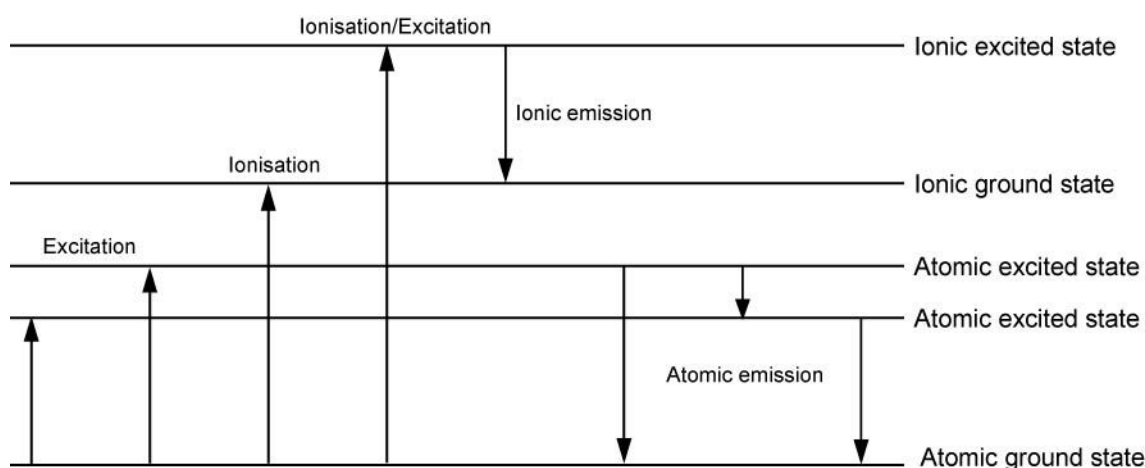 Ionisation/Excitation
Ionic excited state
Ionic emission
Ionisation
Ionic ground state
Excitation
Atomic excited state
Atomic excited state
Atomic emission
Atomic ground state